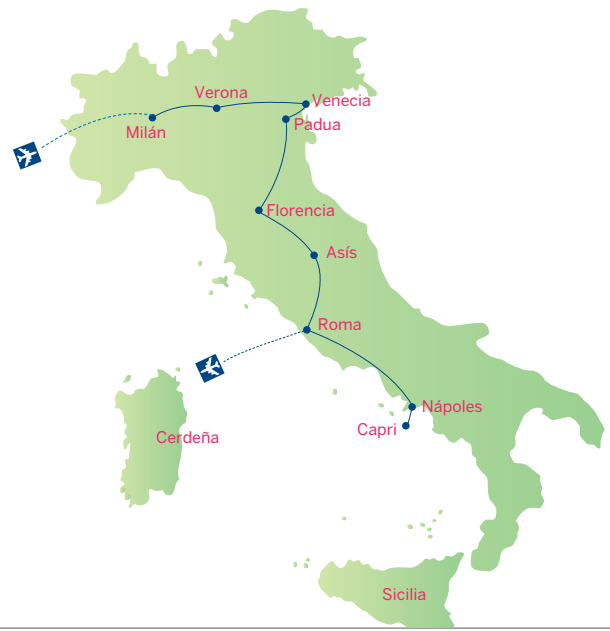 Verona
Venecia
Milán
Padua
Florencia
Asís
Roma
Nápoles
Capri
Cerdeña
Sicilia